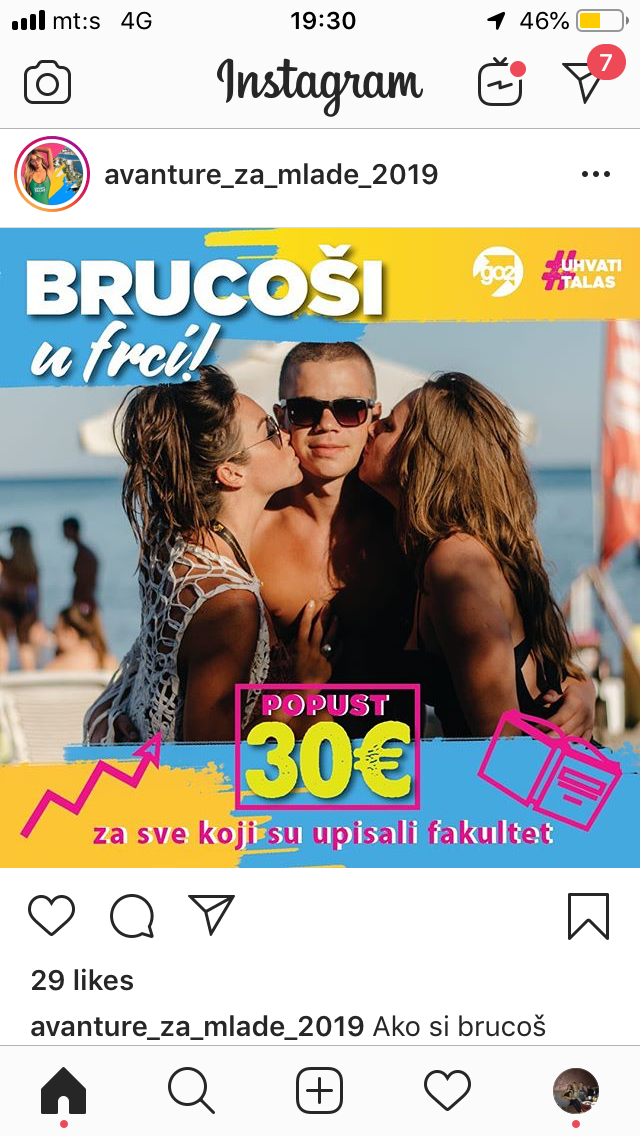 mt:s 4G 19:30 46%
Instagram
7
avanture_za_mlade_2019
BRUCOŠI
u frci!
go2
#UHVATI
TALAS
POPUST
30€
za sve koji su upisali fakultet
29 likes
avanture_za_mlade_2019 Ako si brucoš